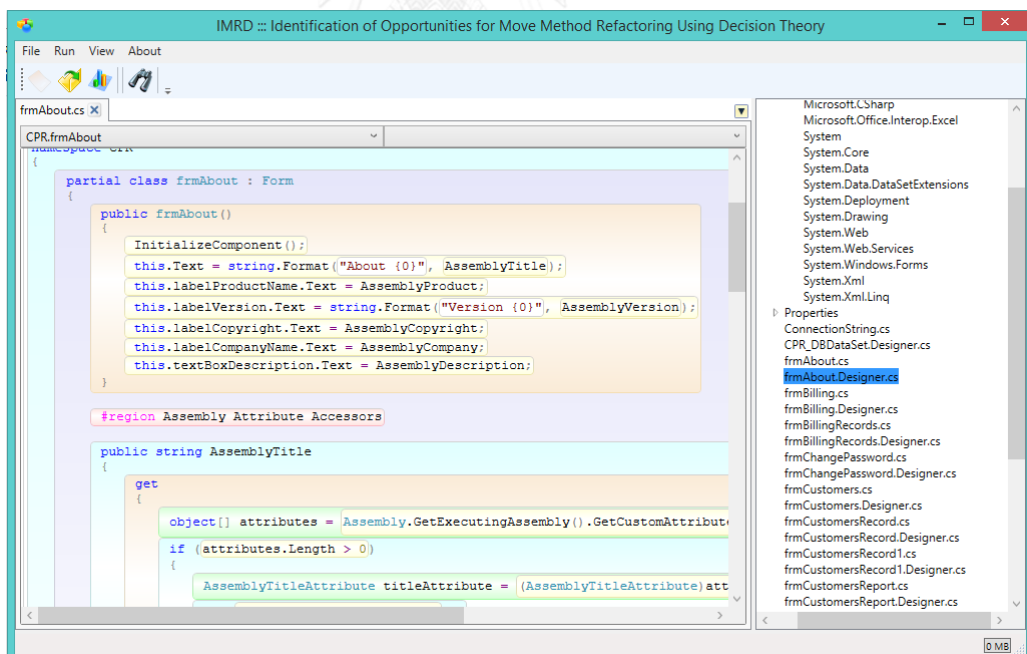 IMRD ::: Identification of Opportunities for Move Method Refactoring Using Decision Theory
File Run View About
frmAbout.cs
CPR.frmAbout
namespace CPR
{
partial class frmAbout : Form
{
public frmAbout()
{
InitializeComponent();
this.Text = string.Format("About {0}", AssemblyTitle);
this.labelProductName.Text = AssemblyProduct;
this.labelVersion.Text = string.Format("Version {0}", AssemblyVersion);
this.labelCopyright.Text = AssemblyCopyright;
this.labelCompanyName.Text = AssemblyCompany;
this.textBoxDescription.Text = AssemblyDescription;
}
#region Assembly Attribute Accessors
public string AssemblyTitle
{
get
{
object[] attributes = Assembly.GetExecutingAssembly().GetCustomAttribut
if (attributes.Length > 0)
{
AssemblyTitleAttribute titleAttribute = (AssemblyTitleAttribute)att
Microsoft.CSharp
Microsoft.Office.Interop.Excel
System
System.Core
System.Data
System.Data.DataSetExtensions
System.Deployment
System.Drawing
System.Web
System.Web.Services
System.Windows.Forms
System.Xml
System.Xml.Linq
Properties
ConnectionString.cs
CPR_DBDataSet.Designer.cs
frmAbout.cs
frmAbout.Designer.cs
frmBilling.cs
frmBilling.Designer.cs
frmBillingRecords.cs
frmBillingRecords.Designer.cs
frmChangePassword.cs
frmChangePassword.Designer.cs
frmCustomers.cs
frmCustomers.Designer.cs
frmCustomersRecord.cs
frmCustomersRecord.Designer.cs
frmCustomersRecord1.cs
frmCustomersRecord1.Designer.cs
frmCustomersReport.cs
frmCustomersReport.Designer.cs
0 MB